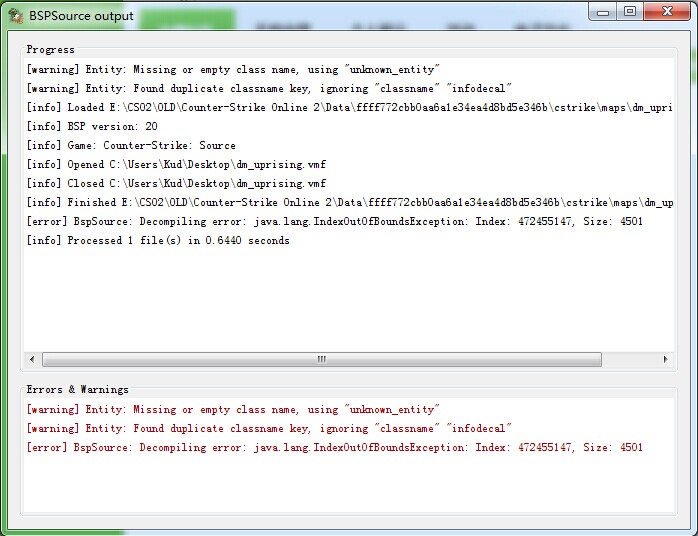 BSPSource output
Progress
[warning] Entity: Missing or empty class name, using "unknown_entity"
[warning] Entity: Found duplicate classname key, ignoring "classname" "infodecal"
[info] Loaded E:\CSO2\OLD\Counter-Strike Online 2\Data\ffff772cbb0aa6a1e34ea4d8bd5e346b\cstrike\maps\dm_upri
[info] BSP version: 20
[info] Game: Counter-Strike: Source
[info] Opened C:\Users\Kud\Desktop\dm_uprising.vmf
[info] Closed C:\Users\Kud\Desktop\dm_uprising.vmf
[info] Finished E:\CSO2\OLD\Counter-Strike Online 2\Data\ffff772cbb0aa6a1e34ea4d8bd5e346b\cstrike\maps\dm_up
[error] BspSource: Decompiling error: java.lang.IndexOutOfBoundsException: Index: 472455147, Size: 4501
[info] Processed 1 file(s) in 0.6440 seconds
Errors & Warnings
[warning] Entity: Missing or empty class name, using "unknown_entity"
[warning] Entity: Found duplicate classname key, ignoring "classname" "infodecal"
[error] BspSource: Decompiling error: java.lang.IndexOutOfBoundsException: Index: 472455147, Size: 4501